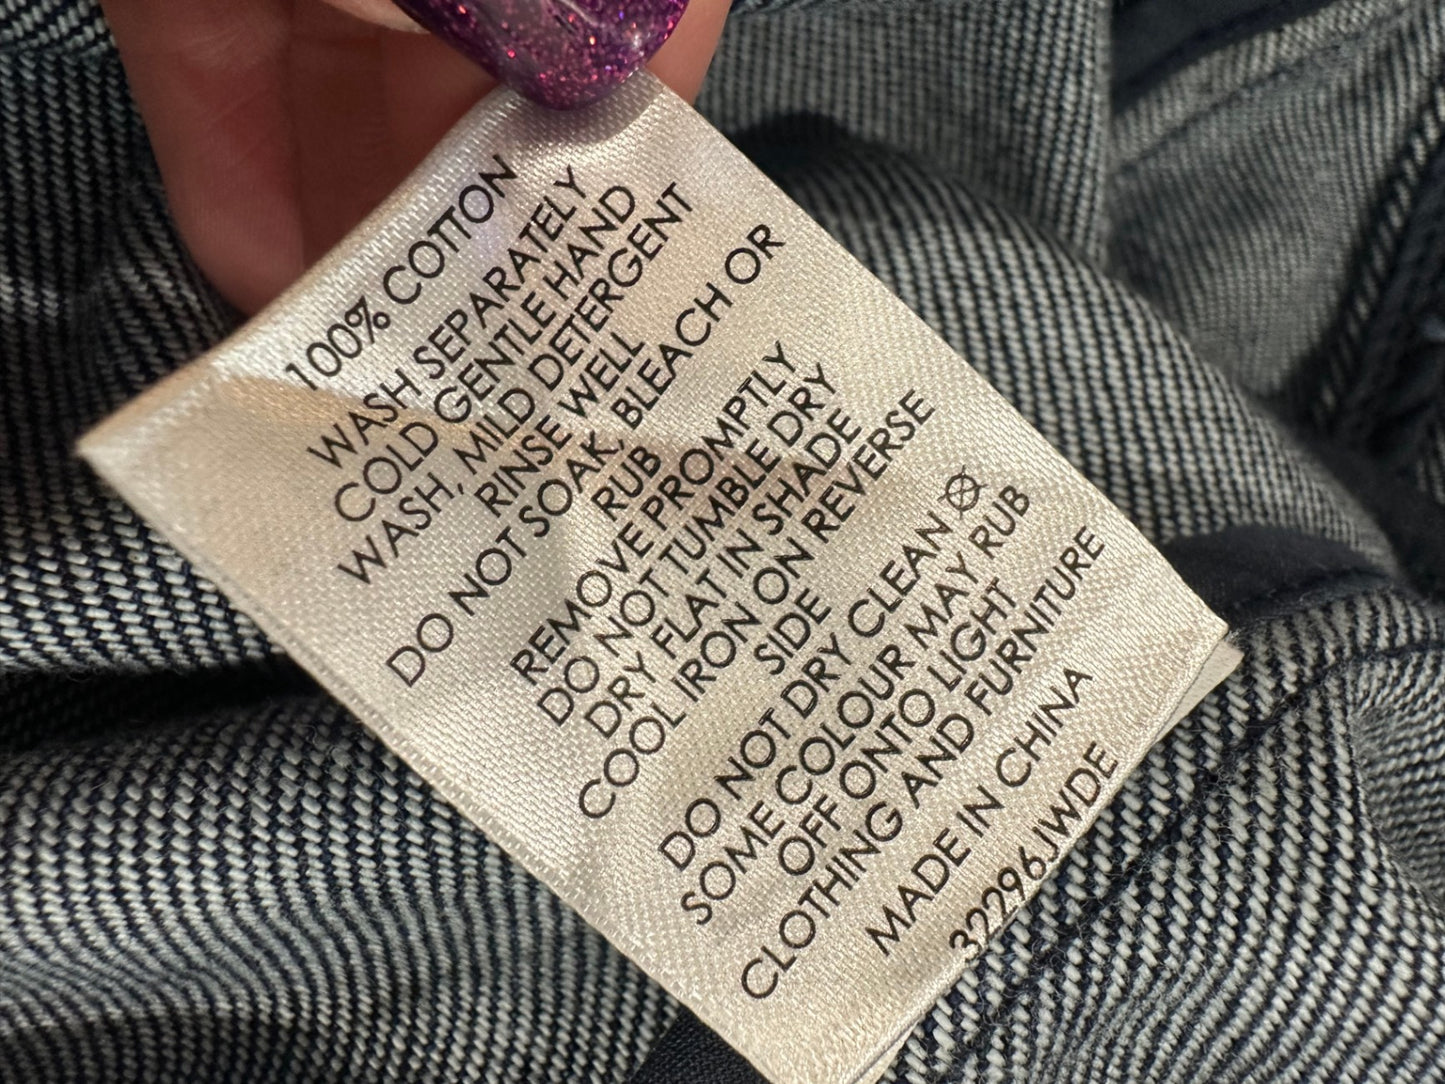 100% COTTON
WASH SEPARATELY
COLD GENTLE HAND
WASH, MILD DETERGENT
RINSE WELL
DO NOT SOAK, BLEACH OR
RUB
REMOVE PROMPTLY
DO NOT TUMBLE DRY
DRY FLAT IN SHADE
COOL IRON ON REVERSE
SIDE
DO NOT DRY CLEAN
SOME COLOUR MAY RUB
OFF ONTO LIGHT
CLOTHING AND FURNITURE
MADE IN CHINA
32296JWDE